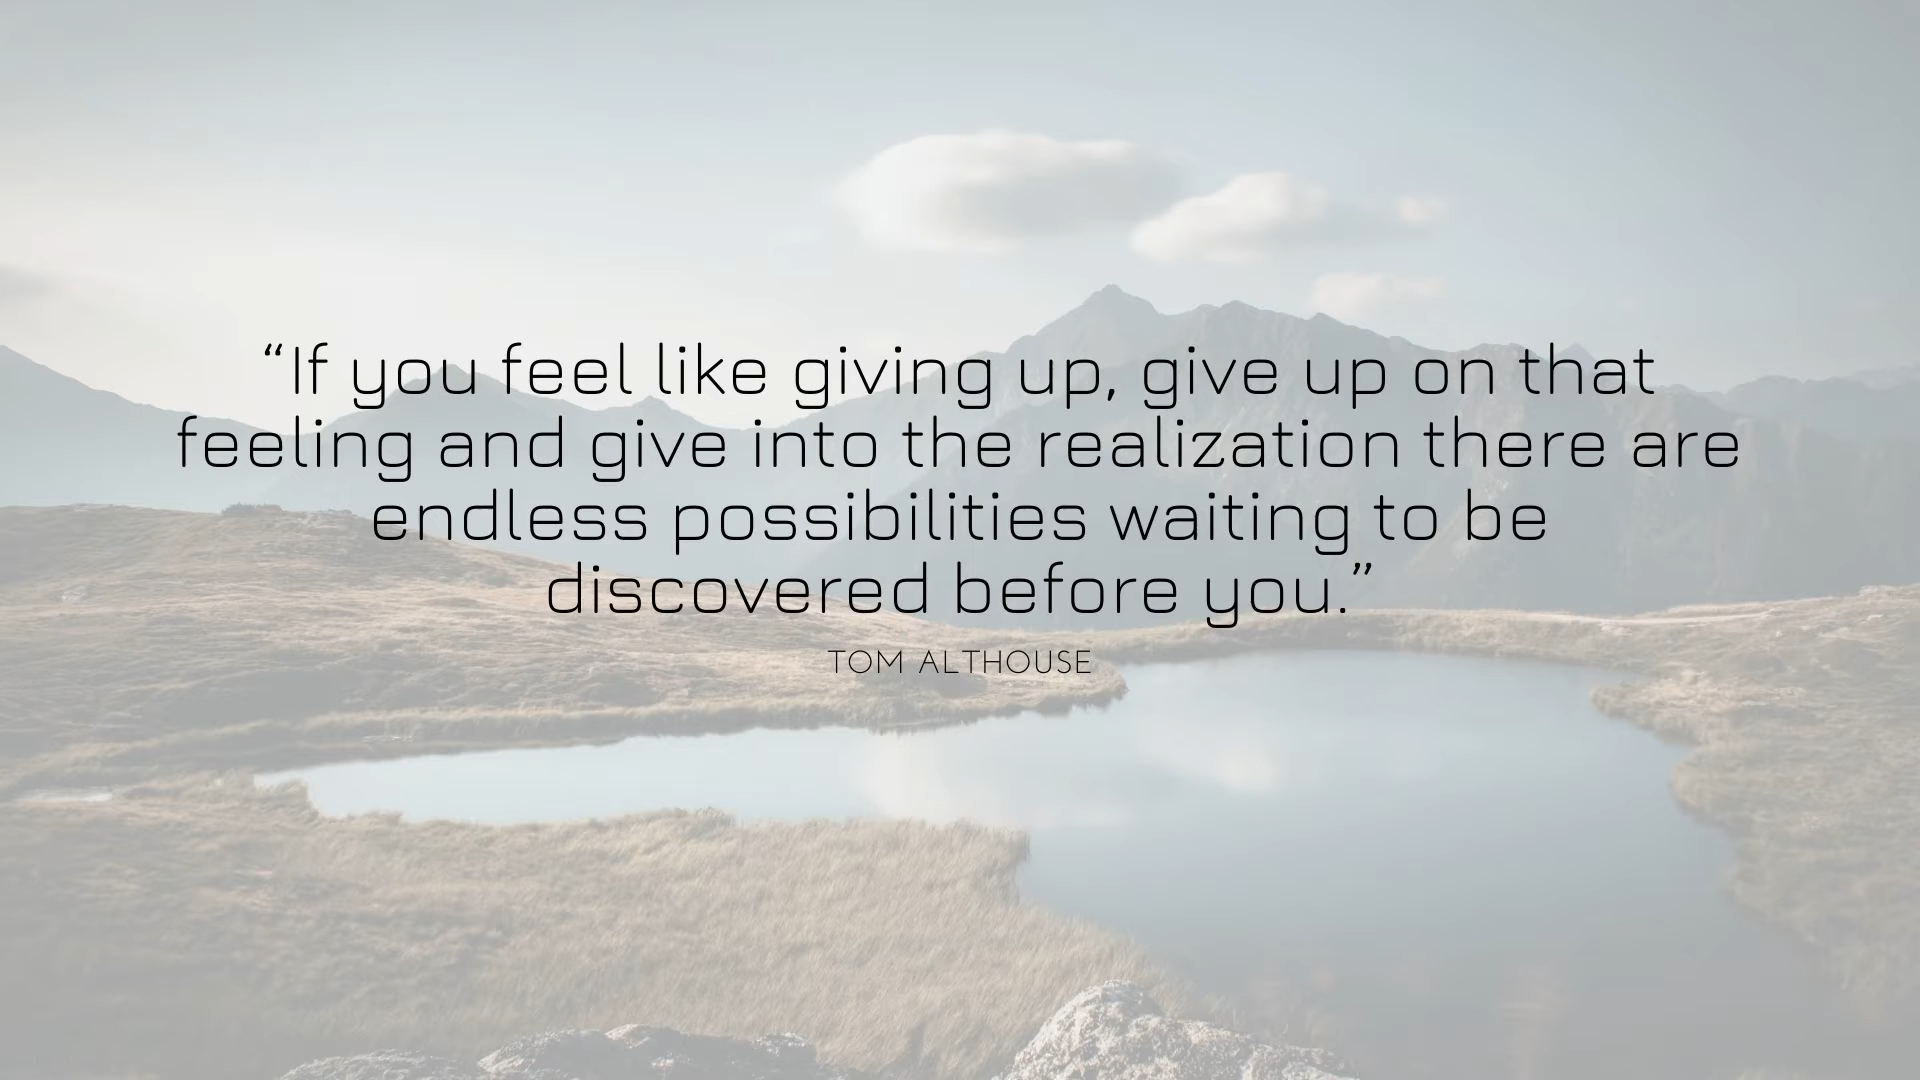 “If you feel like giving up, give up on that
feeling and give into the realization there are
endless possibilities waiting to be
discovered before you.”
TOM ALTHOUSE